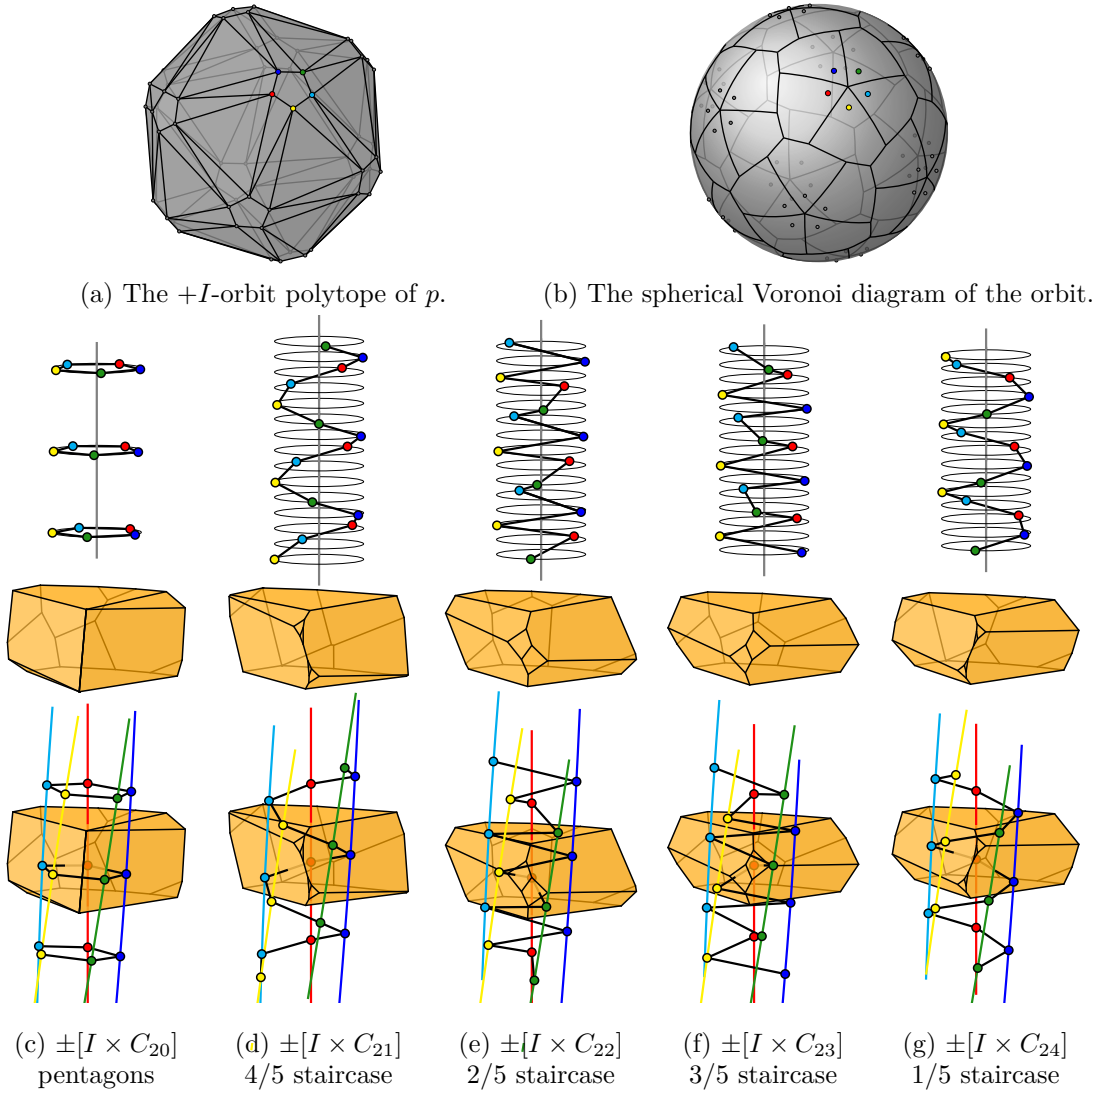 (a) The +I-orbit polytope of p.
(b) The spherical Voronoi diagram of the orbit.
(c) ±[I × C₂₀]
pentagons
(d) ±[I × C₂₁]
4/5 staircase
(e) ±[I × C₂₂]
2/5 staircase
(f) ±[I × C₂₃]
3/5 staircase
(g) ±[I × C₂₄]
1/5 staircase